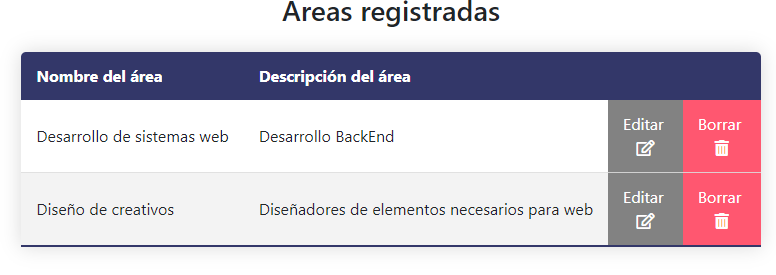 Areas registradas
Nombre del área Descripción del área
Desarrollo de sistemas web Desarrollo BackEnd Editar Borrar
Diseño de creativos Diseñadores de elementos necesarios para web Editar Borrar